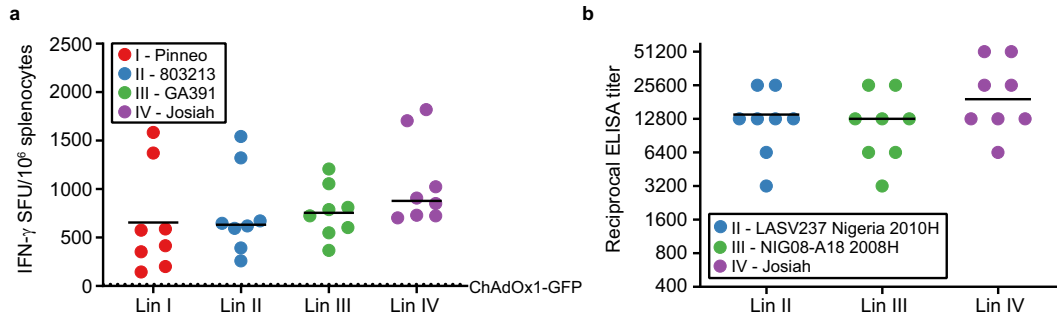 a
IFN-γ SFU/10⁶ splenocytes
2500
2000
1500
1000
500
0
I - Pinneo
II - 803213
III - GA391
IV - Josiah
ChAdOx1-GFP
Lin I Lin II Lin III Lin IV
b
Reciprocal ELISA titer
51200
25600
12800
6400
3200
1600
800
400
II - LASV237 Nigeria 2010H
III - NIG08-A18 2008H
IV - Josiah
Lin II Lin III Lin IV